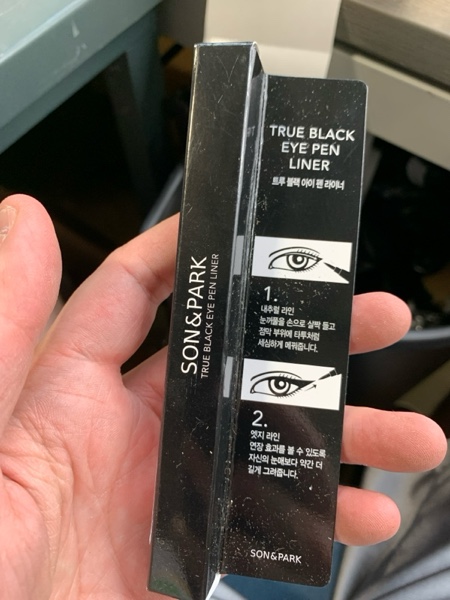 SON&PARK
TRUE BLACK EYE PEN LINER
TRUE BLACK
EYE PEN
LINER
트루 블랙 아이 펜 라이너
1.
내추럴 라인
눈꺼풀을 손으로 살짝 들고
점막 부위에 타투처럼
세심하게 메꿔줍니다.
2.
엣지 라인
연장 효과를 볼 수 있도록
자신의 눈매보다 약간 더
길게 그려줍니다.
SON&PARK